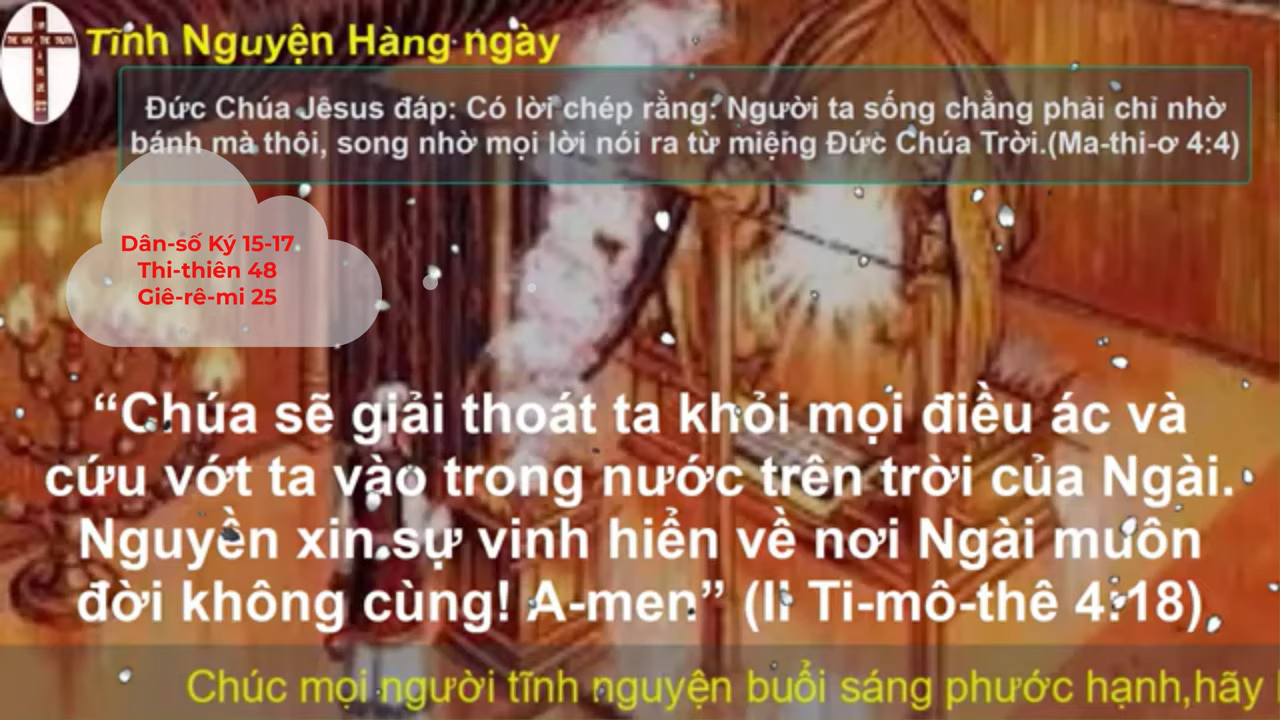 Tĩnh Nguyện Hàng ngày
Đức Chúa Jêsus đáp: Có lời chép rằng: Người ta sống chẳng phải chỉ nhờ
bánh mà thôi, song nhờ mọi lời nói ra từ miệng Đức Chúa Trời.(Ma-thi-ơ 4:4)
Dân-số Ký 15-17
Thi-thiên 48
Giê-rê-mi 25
“Chúa sẽ giải thoát ta khỏi mọi điều ác và
cứu vớt ta vào trong nước trên trời của Ngài.
Nguyền xin sự vinh hiển về nơi Ngài muôn
đời không cùng! A-men” (II Ti-mô-thê 4:18)
Chúc mọi người tĩnh nguyện buổi sáng phước hạnh,hãy